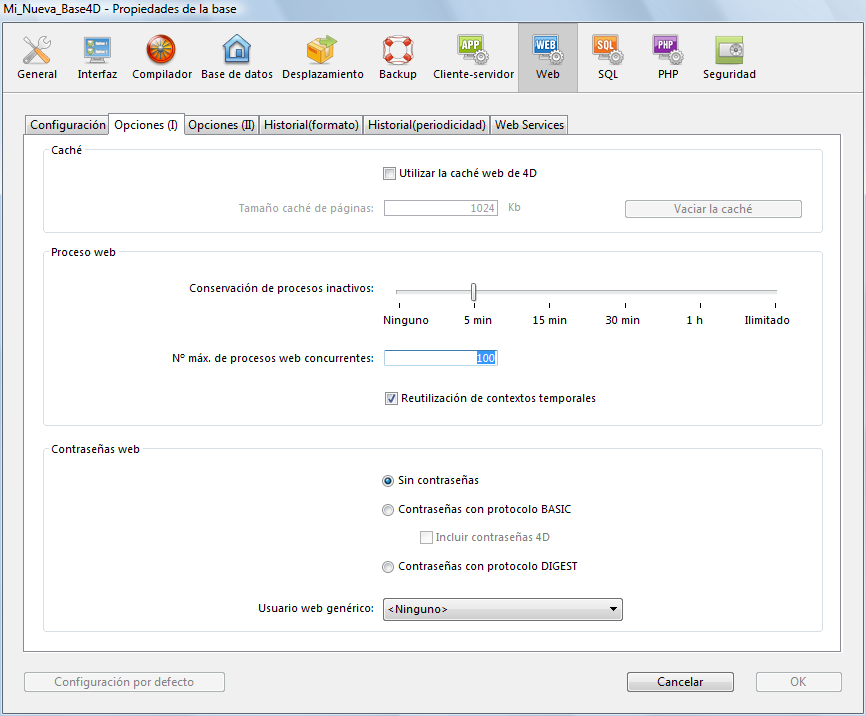 Mi_Nueva_Base4D - Propiedades de la base
APP WEB SQL PHP
General Interfaz Compilador Base de datos Desplazamiento Backup Cliente-servidor Web SQL PHP Seguridad
Configuración Opciones (I) Opciones (II) Historial(formato) Historial(periodicidad) Web Services
Caché
Utilizar la caché web de 4D
Tamaño caché de páginas: 1024 Kb Vaciar la caché
Proceso web
Conservación de procesos inactivos:
Ninguno 5 min 15 min 30 min 1 h Ilimitado
Nº máx. de procesos web concurrentes: 100
Reutilización de contextos temporales
Contraseñas web
Sin contraseñas
Contraseñas con protocolo BASIC
Incluir contraseñas 4D
Contraseñas con protocolo DIGEST
Usuario web genérico: <Ninguno>
Configuración por defecto Cancelar OK